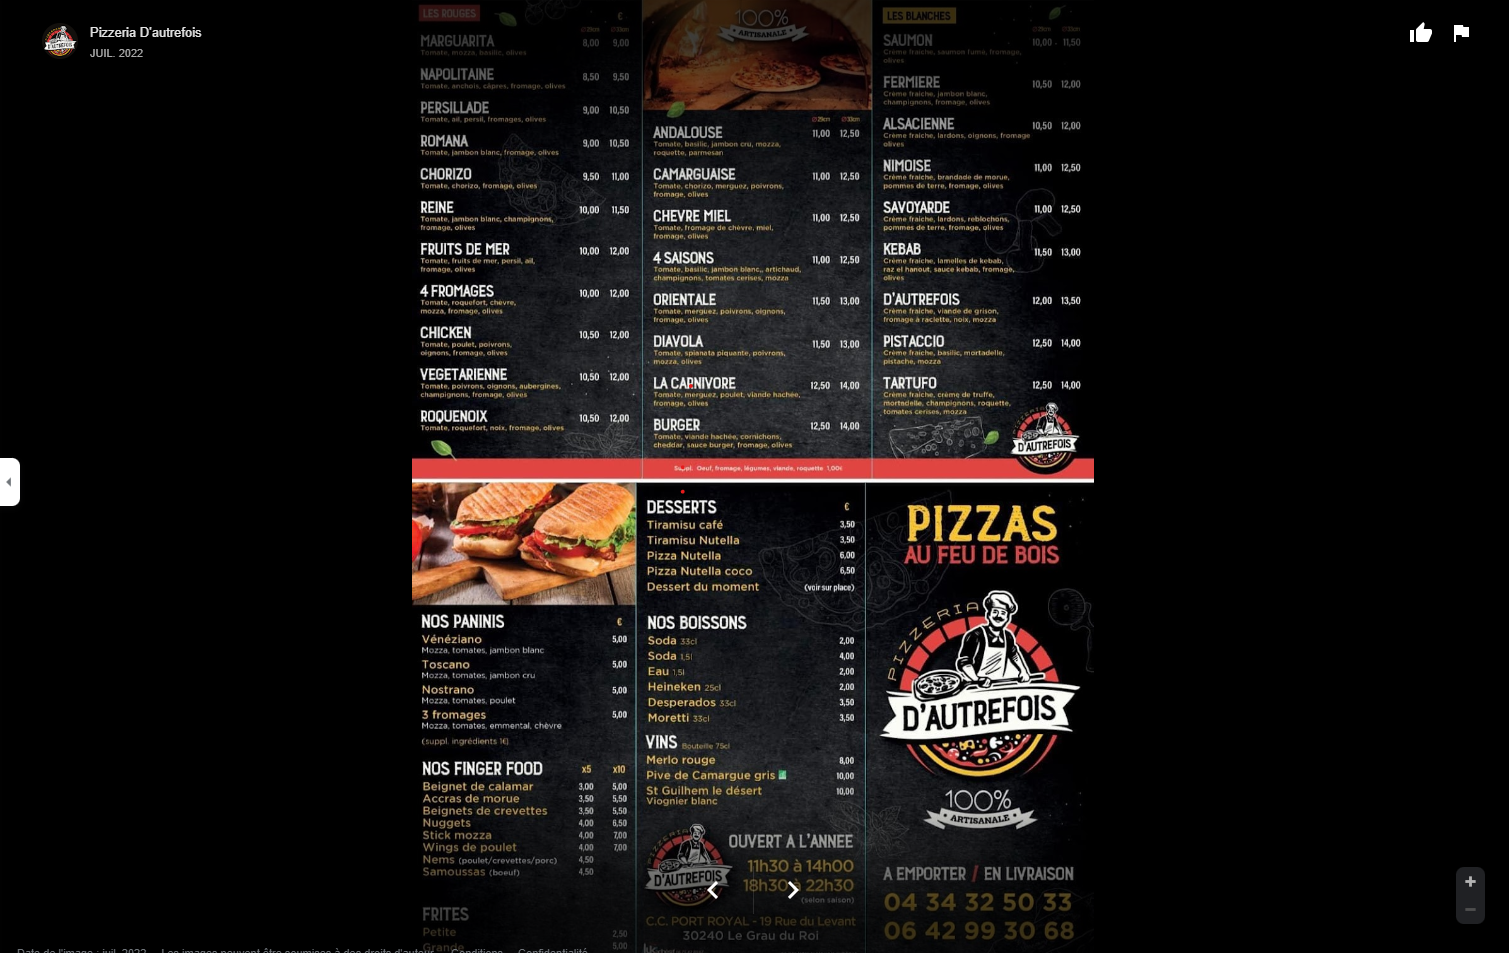 Pizzeria D'autrefois
JUIL. 2022
LES ROUGES €
Ø29cm Ø33cm
MARGUARITA 8,00 9,00
Tomate, mozza, basilic, olives
NAPOLITAINE 8,50 9,50
Tomate, anchois, câpres, fromage, olives
PERSILLADE 9,00 10,50
Tomate, ail, persil, fromages, olives
ROMANA 9,00 10,50
Tomate, jambon blanc, fromage, olives
CHORIZO 9,50 11,00
Tomate, chorizo, fromage, olives
REINE 10,00 11,50
Tomate, jambon blanc, champignons,
fromage, olives
FRUITS DE MER 10,00 12,00
Tomate, fruits de mer, persil, ail,
fromage, olives
4 FROMAGES 10,00 12,00
Tomate, roquefort, chèvre,
mozza, fromage, olives
CHICKEN 10,50 12,00
Tomate, poulet, poivrons,
oignons, fromage, olives
VEGETARIENNE 10,50 12,00
Tomate, poivrons, oignons, aubergines,
champignons, fromage, olives
ROQUENOIX 10,50 12,00
Tomate, roquefort, noix, fromage, olives
100%
ARTISANALE
Ø29cm Ø33cm
ANDALOUSE 11,00 12,50
Tomate, basilic, jambon cru, mozza,
roquette, parmesan
CAMARGUAISE 11,00 12,50
Tomate, chorizo, merguez, poivrons,
fromage, olives
CHEVRE MIEL 11,00 12,50
Tomate, fromage de chèvre, miel,
fromage, olives
4 SAISONS 11,00 12,50
Tomate, basilic, jambon blanc,, artichaud,
champignons, tomates cerises, mozza
ORIENTALE 11,50 13,00
Tomate, merguez, poivrons, oignons,
fromage, olives
DIAVOLA 11,50 13,00
Tomate, spianata piquante, poivrons,
mozza, olives
LA CARNIVORE 12,50 14,00
Tomate, merguez, poulet, viande hachée,
fromage, olives
BURGER 12,50 14,00
Tomate, viande hachée, cornichons,
cheddar, sauce burger, fromage, olives
LES BLANCHES
Ø29cm Ø33cm
SAUMON 10,00 11,50
Crème fraiche, saumon fumé, fromage,
olives
FERMIERE 10,50 12,00
Crème fraiche, jambon blanc,
champignons, fromage, olives
ALSACIENNE 10,50 12,00
Crème fraiche, lardons, oignons, fromage
olives
NIMOISE 11,00 12,50
Crème fraiche, brandade de morue,
pommes de terre, fromage, olives
SAVOYARDE 11,00 12,50
Crème fraiche, lardons, reblochons,
pommes de terre, fromage, olives
KEBAB 11,50 13,00
Crème fraiche, lamelles de kebab,
raz el hanout, sauce kebab, fromage,
olives
D'AUTREFOIS 12,00 13,50
Crème fraiche, viande de grison,
fromage à raclette, noix, mozza
PISTACCIO 12,50 14,00
Crème fraiche, basilic, mortadelle,
pistache, mozza
TARTUFO 12,50 14,00
Crème fraiche, crème de truffe,
mortadelle, champignons, roquette,
tomates cerises, mozza
PIZZERIA
D'AUTREFOIS
Suppl. Oeuf, fromage, légumes, viande, roquette 1,00€
NOS PANINIS €
Vénéziano 5,00
Mozza, tomates, jambon blanc
Toscano 5,00
Mozza, tomates, jambon cru
Nostrano 5,00
Mozza, tomates, poulet
3 fromages 5,00
Mozza, tomates, emmental, chèvre
(suppl. ingrédients 1€)
NOS FINGER FOOD x5 x10
Beignet de calamar 3,00 5,00
Accras de morue 3,50 5,50
Beignets de crevettes 3,50 5,50
Nuggets 4,00 6,50
Stick mozza 4,00 7,00
Wings de poulet 4,00 7,00
Nems (poulet/crevettes/porc) 4,50
Samoussas (boeuf) 4,50
FRITES
Petite 2,50
Grande 5,00
DESSERTS €
Tiramisu café 3,50
Tiramisu Nutella 3,50
Pizza Nutella 6,00
Pizza Nutella coco 6,50
Dessert du moment (voir sur place)
NOS BOISSONS
Soda 33cl 2,00
Soda 1,5l 4,00
Eau 1,5l 2,00
Heineken 25cl 2,00
Desperados 33cl 3,50
Moretti 33cl 3,50
VINS Bouteille 75cl
Merlo rouge 8,00
Pive de Camargue gris 10,00
St Guilhem le désert 10,00
Viognier blanc
PIZZERIA
D'AUTREFOIS
OUVERT A L'ANNEE
11h30 à 14h00
18h30 à 22h30
(selon saison)
C.C. PORT ROYAL - 19 Rue du Levant
30240 Le Grau du Roi
PIZZAS
AU FEU DE BOIS
PIZZERIA
D'AUTREFOIS
100%
ARTISANALE
A EMPORTER / EN LIVRAISON
04 34 32 50 33
06 42 99 30 68
Date de l'image : juil. 2022 Les images peuvent être soumises à des droits d'auteur. Conditions Confidentialité